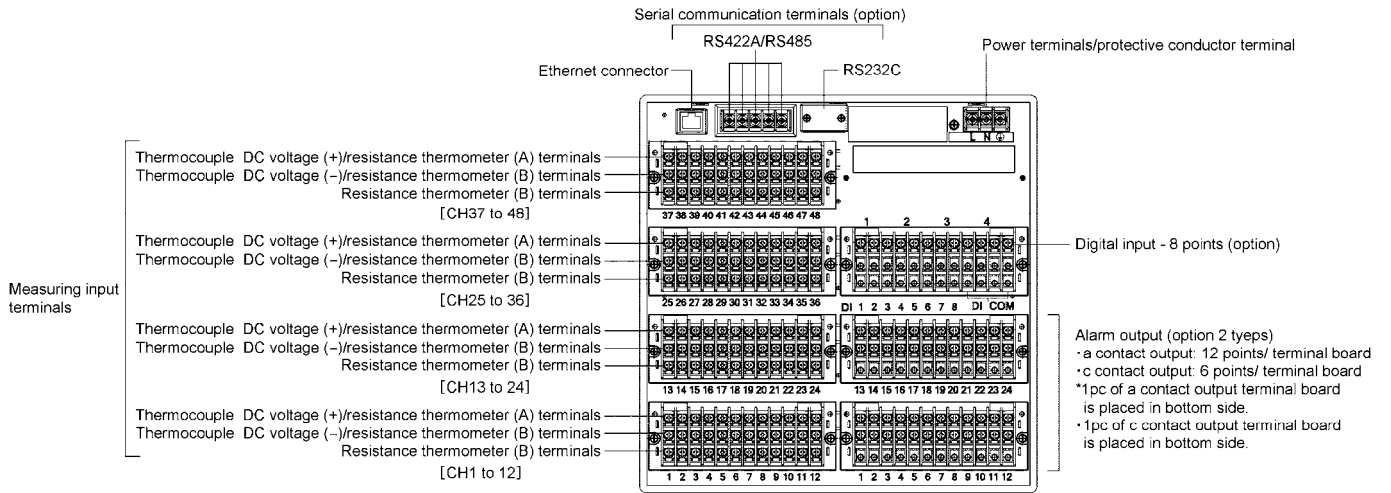 Serial communication terminals (option)
RS422A/RS485
Power terminals/protective conductor terminal
Ethernet connector
RS232C
L N
Thermocouple DC voltage (+)/resistance thermometer (A) terminals
Thermocouple DC voltage (−)/resistance thermometer (B) terminals
Resistance thermometer (B) terminals
[CH37 to 48]
37 38 39 40 41 42 43 44 45 46 47 48
1 2 3 4
Thermocouple DC voltage (+)/resistance thermometer (A) terminals
Thermocouple DC voltage (−)/resistance thermometer (B) terminals
Resistance thermometer (B) terminals
[CH25 to 36]
Digital input - 8 points (option)
Measuring input
terminals
25 26 27 28 29 30 31 32 33 34 35 36
DI 1 2 3 4 5 6 7 8 DI COM
Thermocouple DC voltage (+)/resistance thermometer (A) terminals
Thermocouple DC voltage (−)/resistance thermometer (B) terminals
Resistance thermometer (B) terminals
[CH13 to 24]
13 14 15 16 17 18 19 20 21 22 23 24
13 14 15 16 17 18 19 20 21 22 23 24
Alarm output (option 2 tyeps)
・a contact output: 12 points/ terminal board
・c contact output: 6 points/ terminal board
*1pc of a contact output terminal board
is placed in bottom side.
・1pc of c contact output terminal board
is placed in bottom side.
Thermocouple DC voltage (+)/resistance thermometer (A) terminals
Thermocouple DC voltage (−)/resistance thermometer (B) terminals
Resistance thermometer (B) terminals
[CH1 to 12]
1 2 3 4 5 6 7 8 9 10 11 12
1 2 3 4 5 6 7 8 9 10 11 12